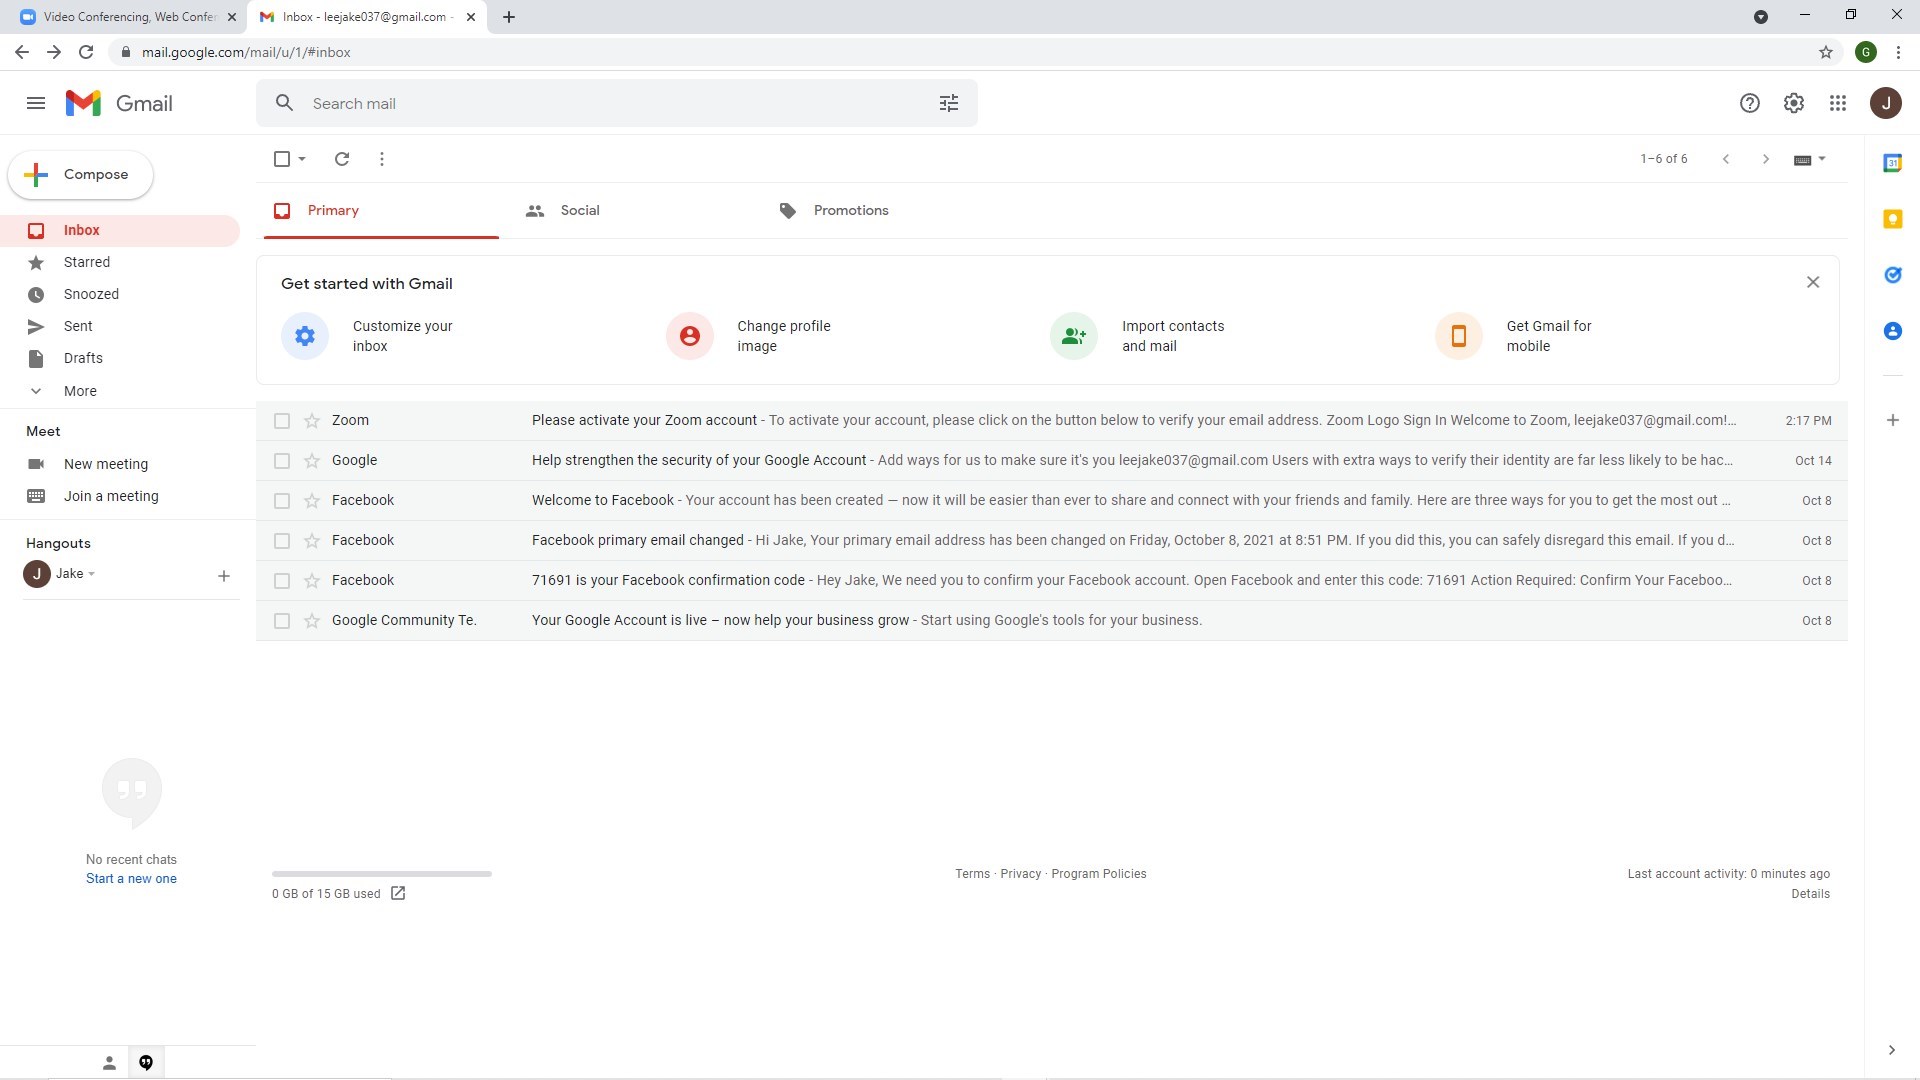 Video Conferencing, Web Confer
Inbox - leejake037@gmail.com -
mail.google.com/mail/u/1/#inbox
G
Gmail
Search mail
J
Compose
1–6 of 6
31
Primary
Social
Promotions
Inbox
Starred
Snoozed
Sent
Drafts
More
Get started with Gmail
Customize your
inbox
Change profile
image
Import contacts
and mail
Get Gmail for
mobile
Zoom Please activate your Zoom account - To activate your account, please click on the button below to verify your email address. Zoom Logo Sign In Welcome to Zoom, leejake037@gmail.com!... 2:17 PM
Google Help strengthen the security of your Google Account - Add ways for us to make sure it's you leejake037@gmail.com Users with extra ways to verify their identity are far less likely to be hac... Oct 14
Facebook Welcome to Facebook - Your account has been created — now it will be easier than ever to share and connect with your friends and family. Here are three ways for you to get the most out ... Oct 8
Facebook Facebook primary email changed - Hi Jake, Your primary email address has been changed on Friday, October 8, 2021 at 8:51 PM. If you did this, you can safely disregard this email. If you d... Oct 8
Facebook 71691 is your Facebook confirmation code - Hey Jake, We need you to confirm your Facebook account. Open Facebook and enter this code: 71691 Action Required: Confirm Your Faceboo... Oct 8
Google Community Te. Your Google Account is live – now help your business grow - Start using Google's tools for your business. Oct 8
Meet
New meeting
Join a meeting
Hangouts
J Jake
No recent chats
Start a new one
0 GB of 15 GB used
Terms · Privacy · Program Policies
Last account activity: 0 minutes ago
Details